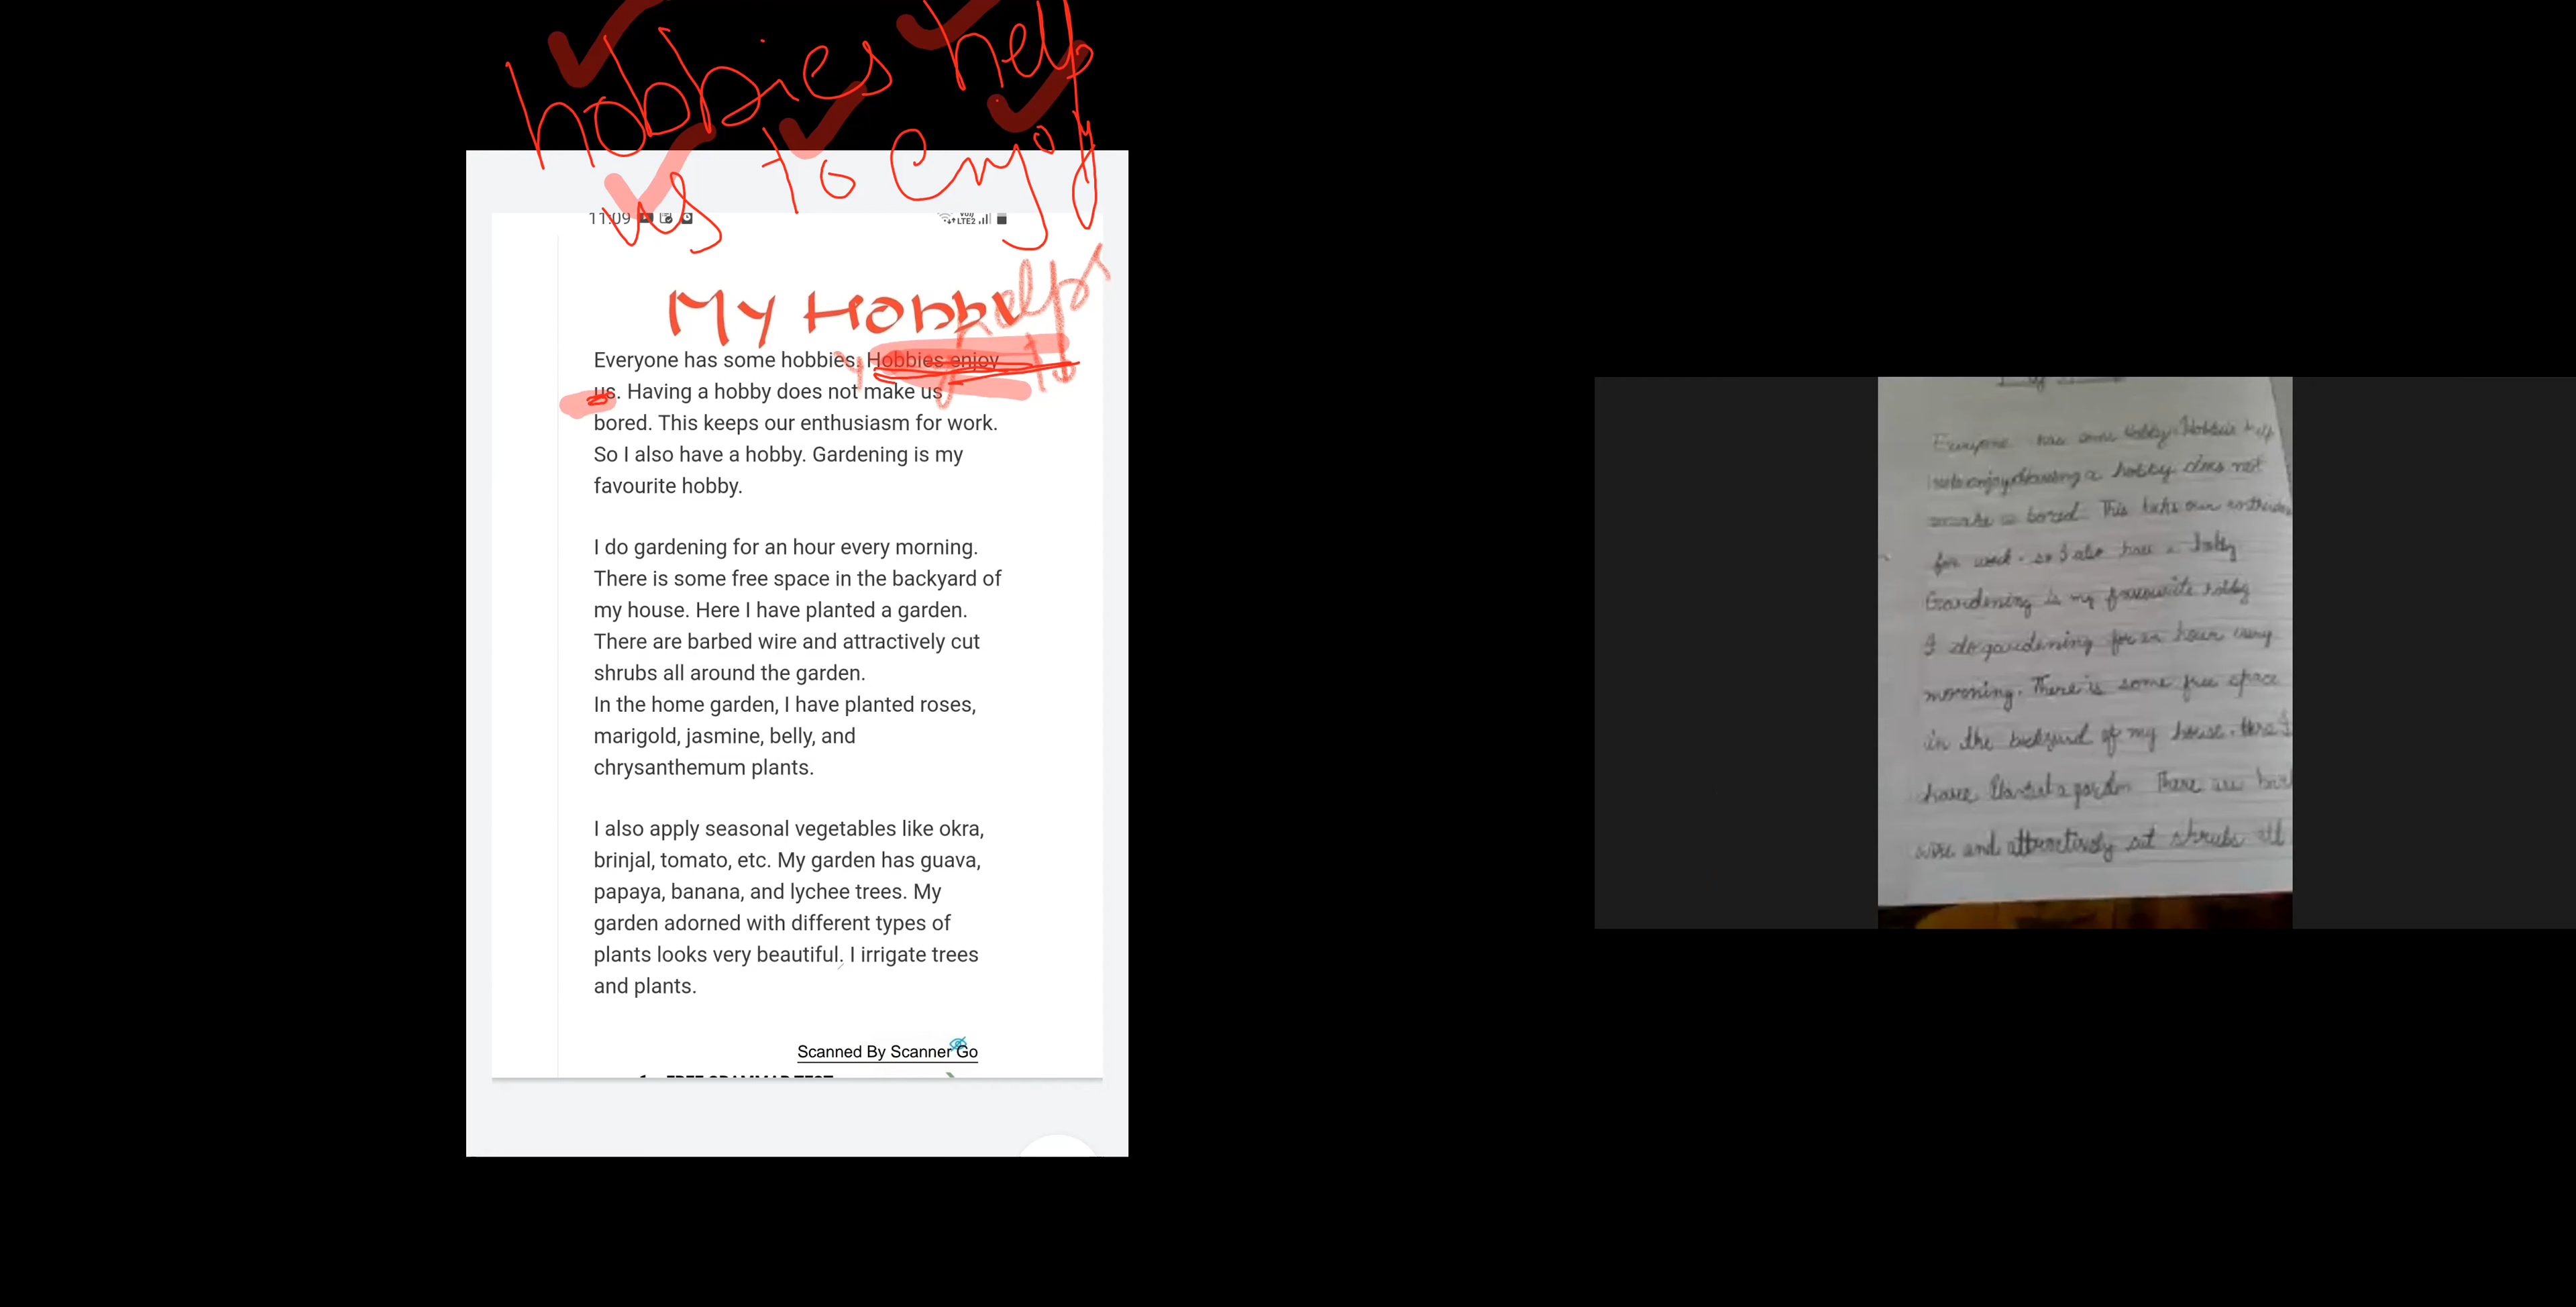 hobbies help
us to enjoy
11:09
LTE2
My Hobby
helps
Everyone has some hobbies. Hobbies enjoy
us. Having a hobby does not make us
bored. This keeps our enthusiasm for work.
So I also have a hobby. Gardening is my
favourite hobby.
I do gardening for an hour every morning.
There is some free space in the backyard of
my house. Here I have planted a garden.
There are barbed wire and attractively cut
shrubs all around the garden.
In the home garden, I have planted roses,
marigold, jasmine, belly, and
chrysanthemum plants.
I also apply seasonal vegetables like okra,
brinjal, tomato, etc. My garden has guava,
papaya, banana, and lychee trees. My
garden adorned with different types of
plants looks very beautiful. I irrigate trees
and plants.
Scanned By Scanner Go
FREE GRAMMAR TEST
Everyone has some hobby. Hobbies help
us to enjoy. Having a hobby does not
make us bored. This our
for work. so I also have a hobby
Gardening is my favourite hobby
I do gardening for an hour every
morning. There is some free space
in the backyard of my house. Here I
have Planted a garden There are
wire and attractively cut shrubs all